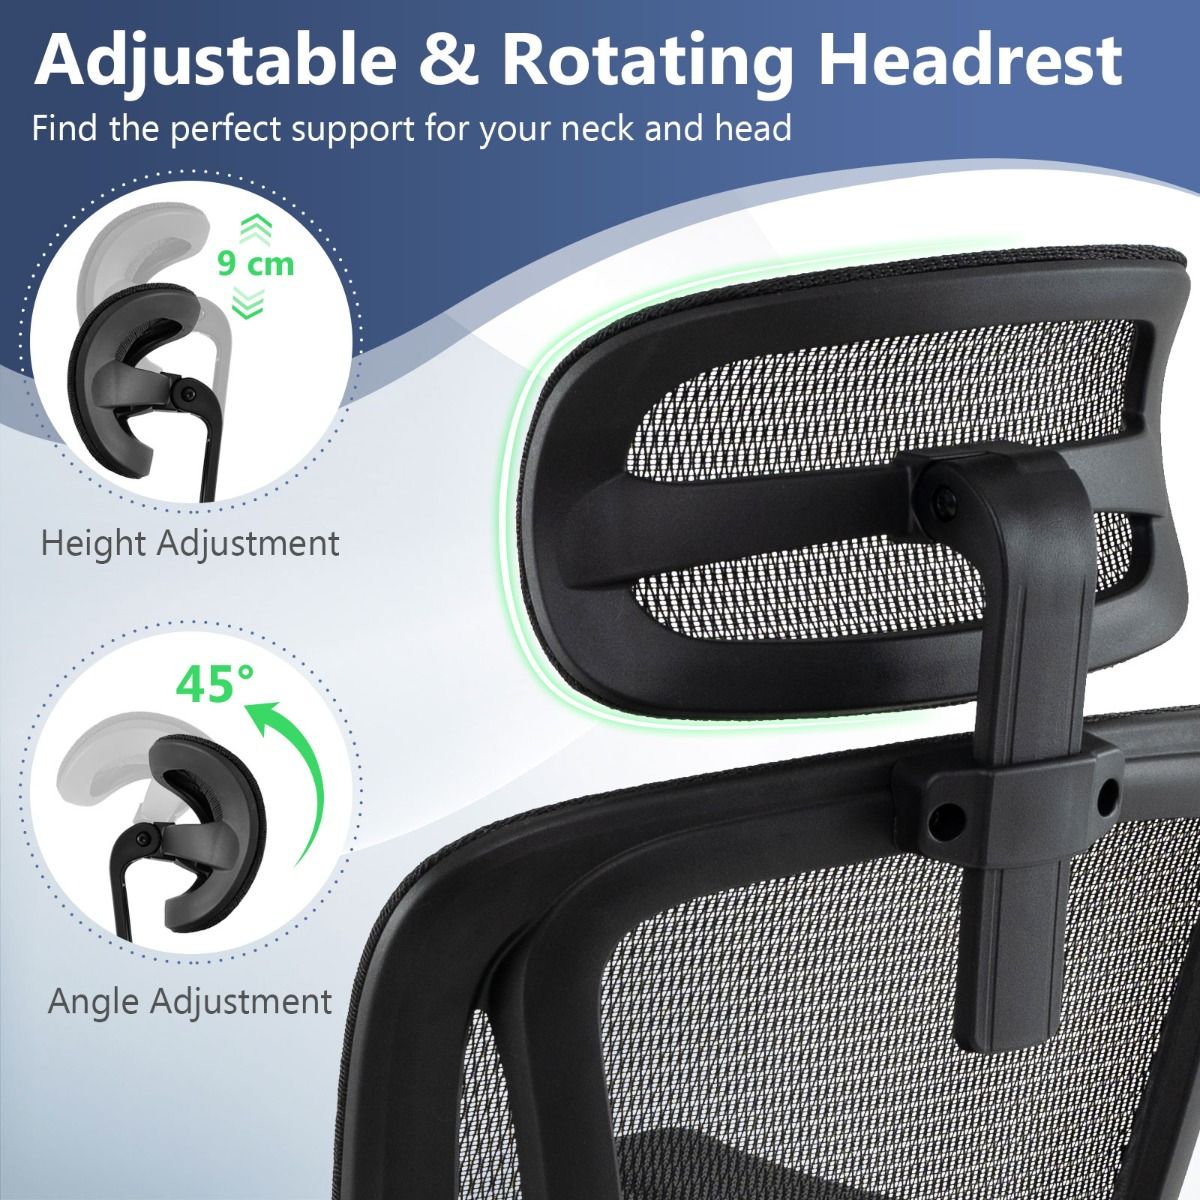 Adjustable & Rotating Headrest
Find the perfect support for your neck and head
9 cm
Height Adjustment
45°
Angle Adjustment